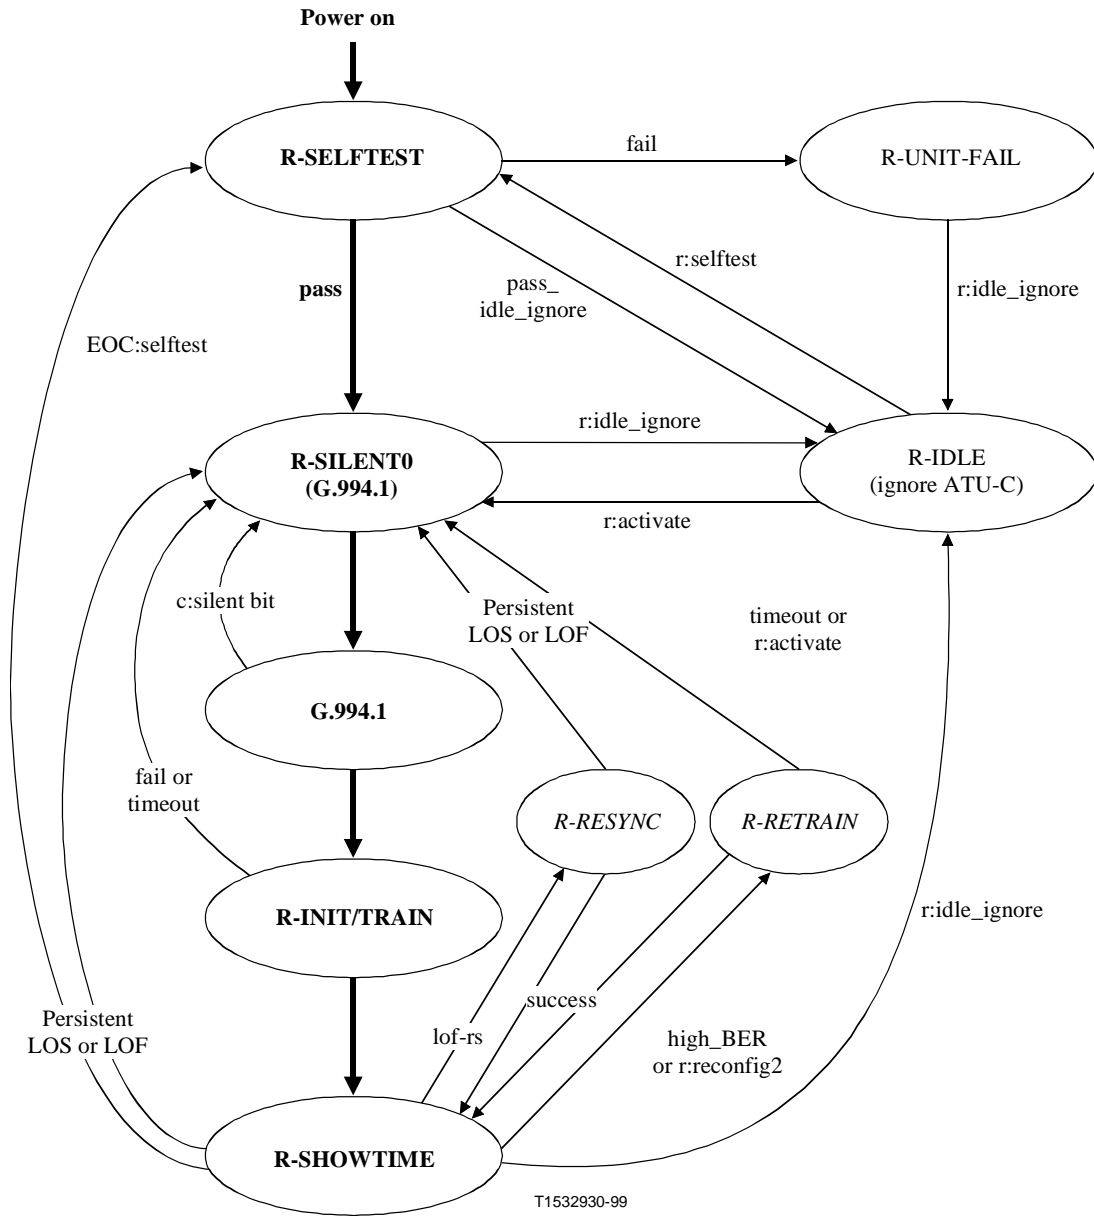 Power on
R-SELFTEST
fail
R-UNIT-FAIL
r:selftest
pass
pass_
idle_ignore
r:idle_ignore
EOC:selftest
r:idle_ignore
R-SILENT0
(G.994.1)
R-IDLE
(ignore ATU-C)
r:activate
c:silent bit
Persistent
LOS or LOF
timeout or
r:activate
G.994.1
fail or
timeout
R-RESYNC
R-RETRAIN
R-INIT/TRAIN
r:idle_ignore
Persistent
LOS or LOF
lof-rs
success
high_BER
or r:reconfig2
R-SHOWTIME
T1532930-99